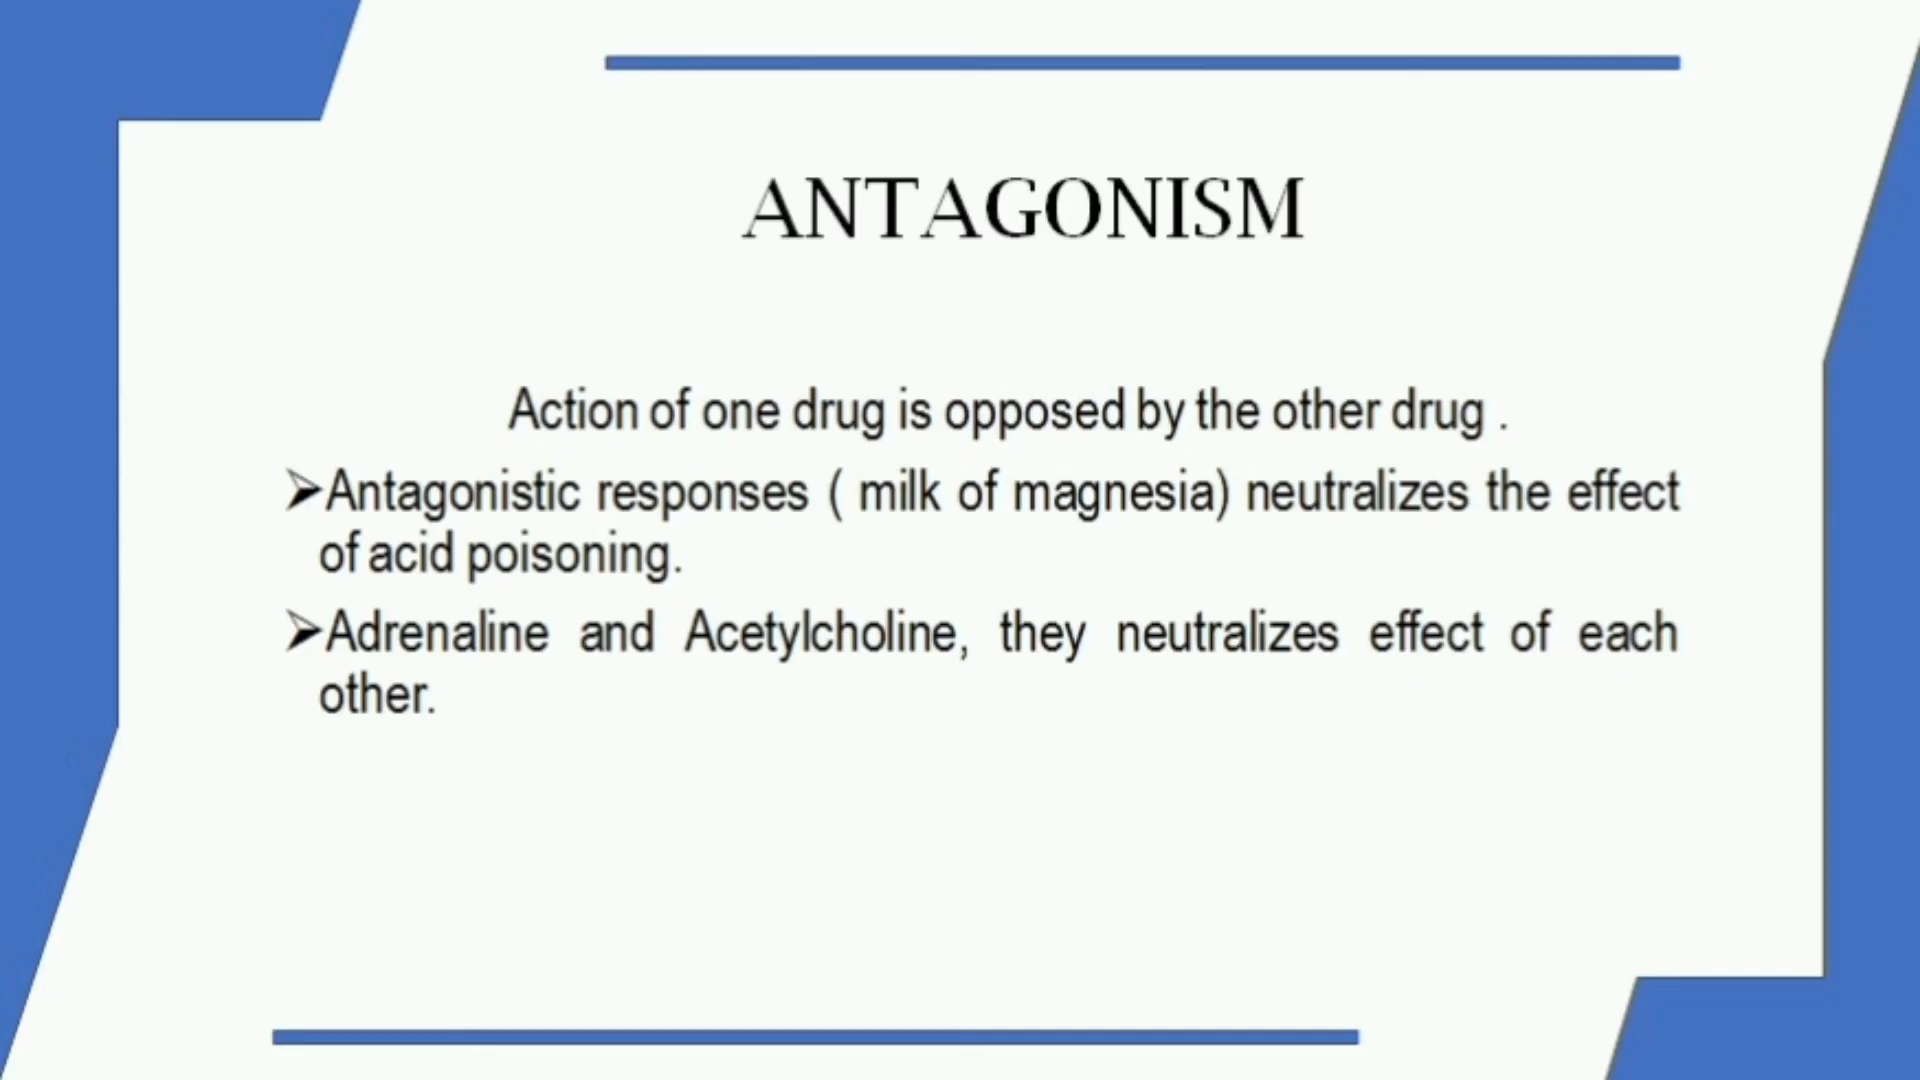 ANTAGONISM
Action of one drug is opposed by the other drug .
➢Antagonistic responses ( milk of magnesia) neutralizes the effect
of acid poisoning.
➢Adrenaline and Acetylcholine, they neutralizes effect of each
other.